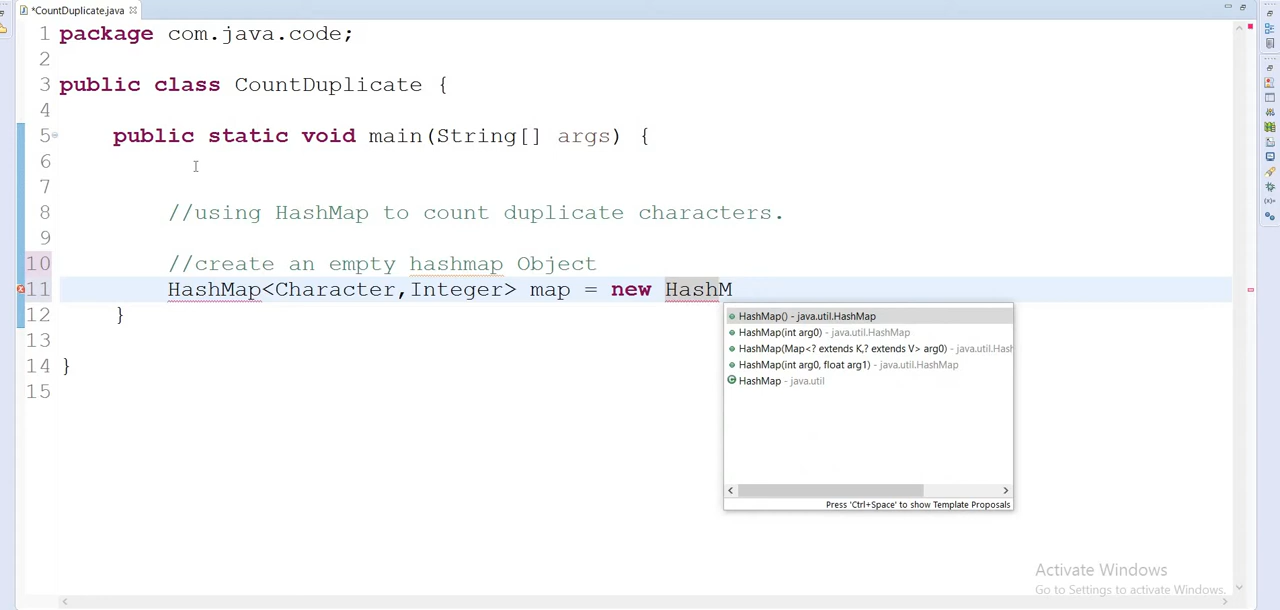 *CountDuplicate.java
1 package com.java.code;
2
3 public class CountDuplicate {
4
5 public static void main(String[] args) {
6
7
8 //using HashMap to count duplicate characters.
9
10 //create an empty hashmap Object
11 HashMap<Character,Integer> map = new HashM
12 }
13
14 }
15
HashMap() - java.util.HashMap
HashMap(int arg0) - java.util.HashMap
HashMap(Map<? extends K,? extends V> arg0) - java.util.Hash
HashMap(int arg0, float arg1) - java.util.HashMap
HashMap - java.util
Press 'Ctrl+Space' to show Template Proposals
Activate Windows
Go to Settings to activate Windows.